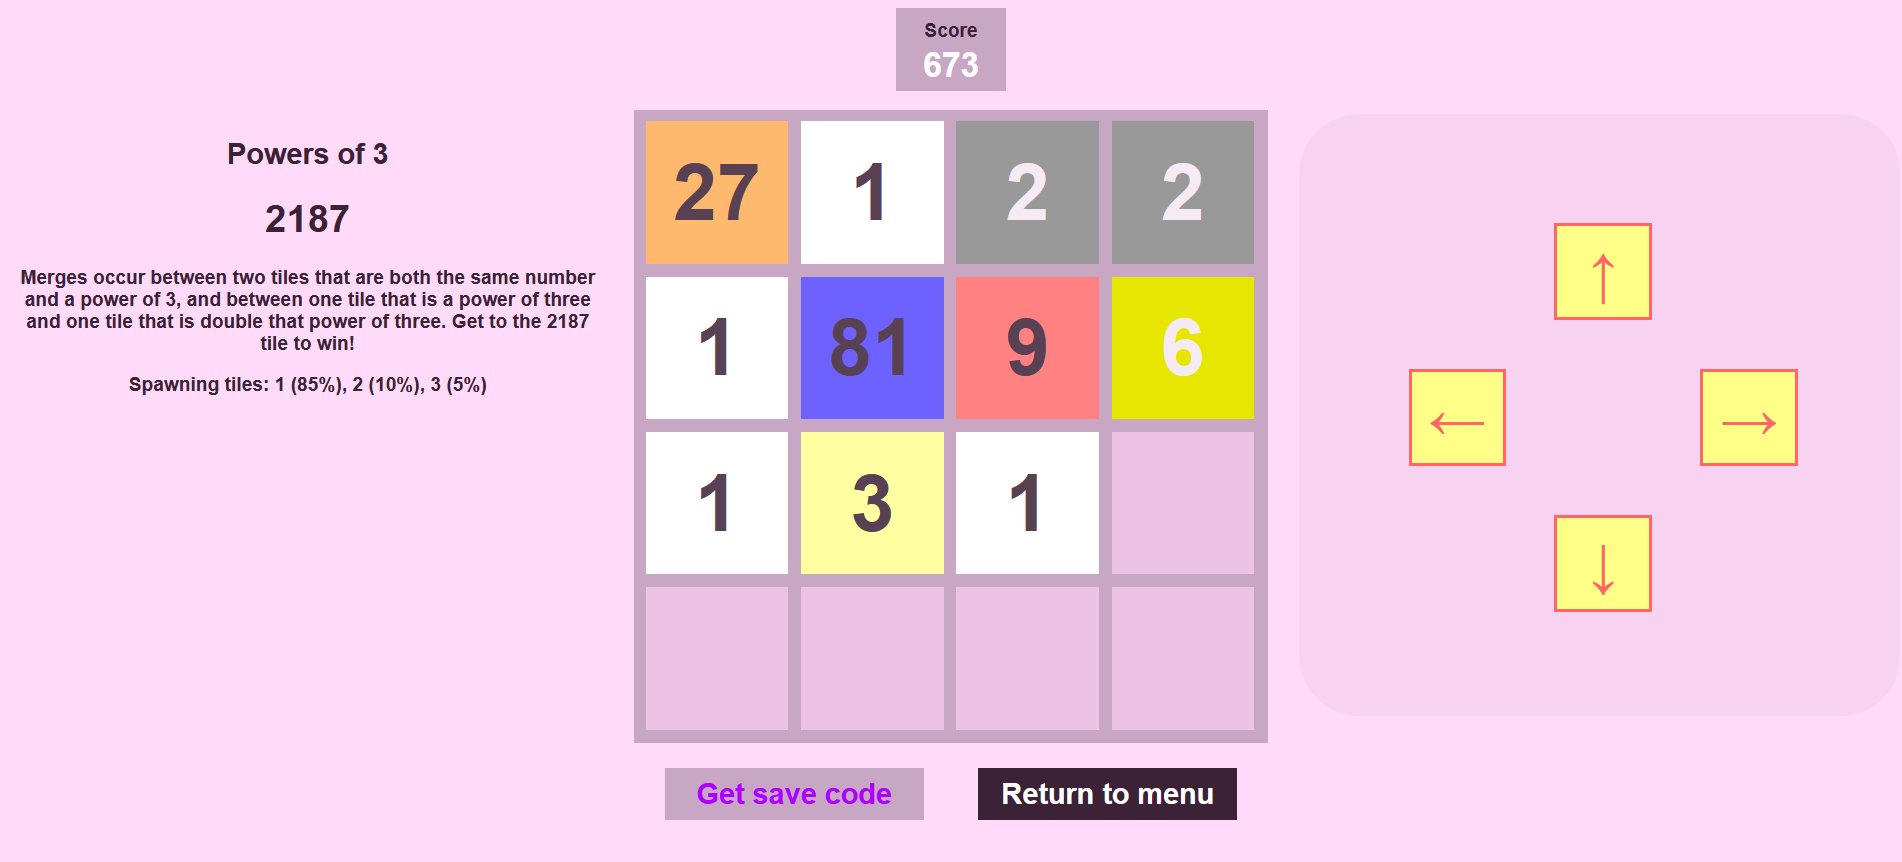 Score
673
Powers of 3
2187
Merges occur between two tiles that are both the same number
and a power of 3, and between one tile that is a power of three
and one tile that is double that power of three. Get to the 2187
tile to win!
Spawning tiles: 1 (85%), 2 (10%), 3 (5%)
27 1 2 2
1 81 9 6
1 3 1
↑
← →
↓
Get save code
Return to menu